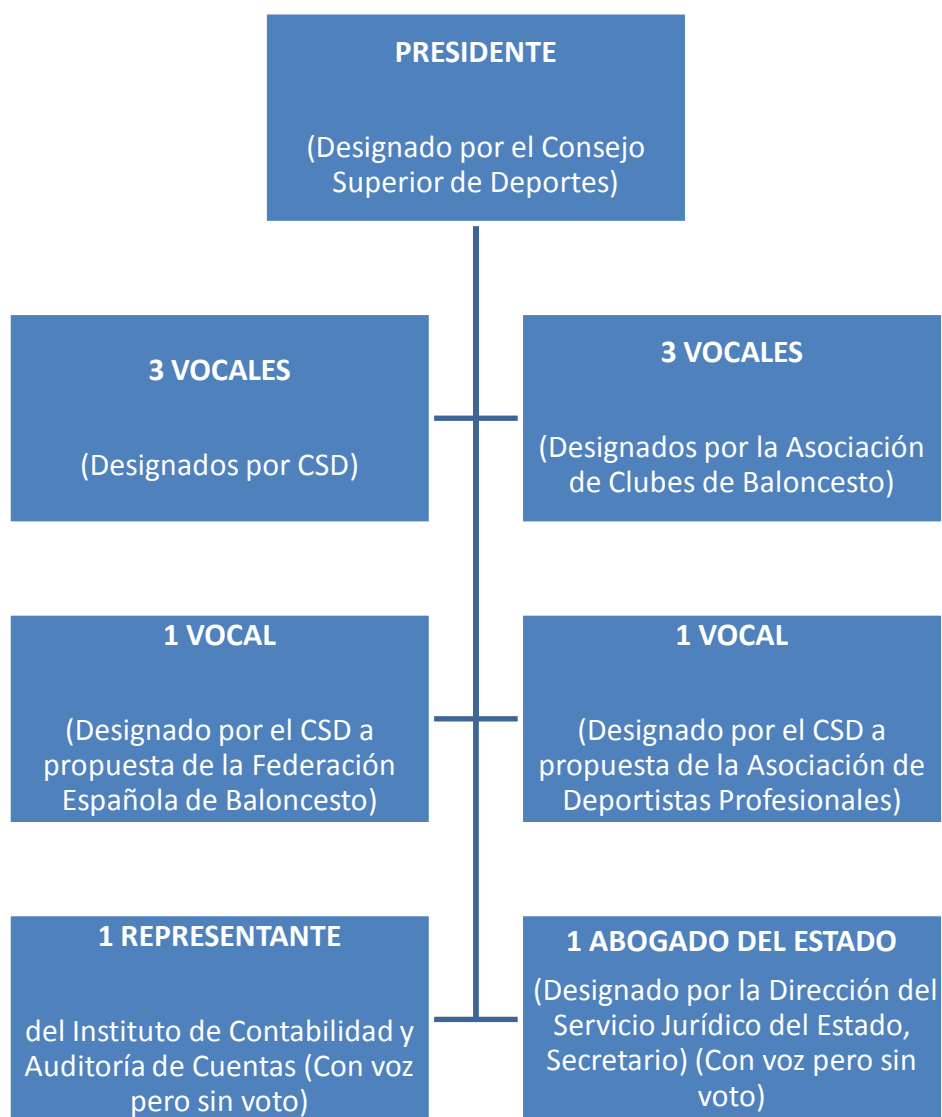 PRESIDENTE
(Designado por el Consejo
Superior de Deportes)
3 VOCALES
(Designados por CSD)
3 VOCALES
(Designados por la Asociación
de Clubes de Baloncesto)
1 VOCAL
(Designado por el CSD a
propuesta de la Federación
Española de Baloncesto)
1 VOCAL
(Designado por el CSD a
propuesta de la Asociación de
Deportistas Profesionales)
1 REPRESENTANTE
del Instituto de Contabilidad y
Auditoría de Cuentas (Con voz
pero sin voto)
1 ABOGADO DEL ESTADO
(Designado por la Dirección del
Servicio Jurídico del Estado,
Secretario) (Con voz pero sin
voto)